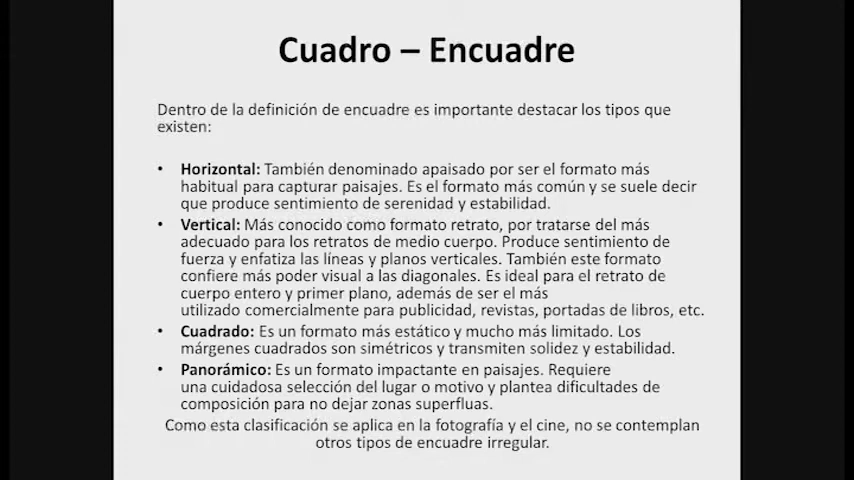 Cuadro – Encuadre
Dentro de la definición de encuadre es importante destacar los tipos que
existen:
• Horizontal: También denominado apaisado por ser el formato más
habitual para capturar paisajes. Es el formato más común y se suele decir
que produce sentimiento de serenidad y estabilidad.
• Vertical: Más conocido como formato retrato, por tratarse del más
adecuado para los retratos de medio cuerpo. Produce sentimiento de
fuerza y enfatiza las líneas y planos verticales. También este formato
confiere más poder visual a las diagonales. Es ideal para el retrato de
cuerpo entero y primer plano, además de ser el más
utilizado comercialmente para publicidad, revistas, portadas de libros, etc.
• Cuadrado: Es un formato más estático y mucho más limitado. Los
márgenes cuadrados son simétricos y transmiten solidez y estabilidad.
• Panorámico: Es un formato impactante en paisajes. Requiere
una cuidadosa selección del lugar o motivo y plantea dificultades de
composición para no dejar zonas superfluas.
Como esta clasificación se aplica en la fotografía y el cine, no se contemplan
otros tipos de encuadre irregular.